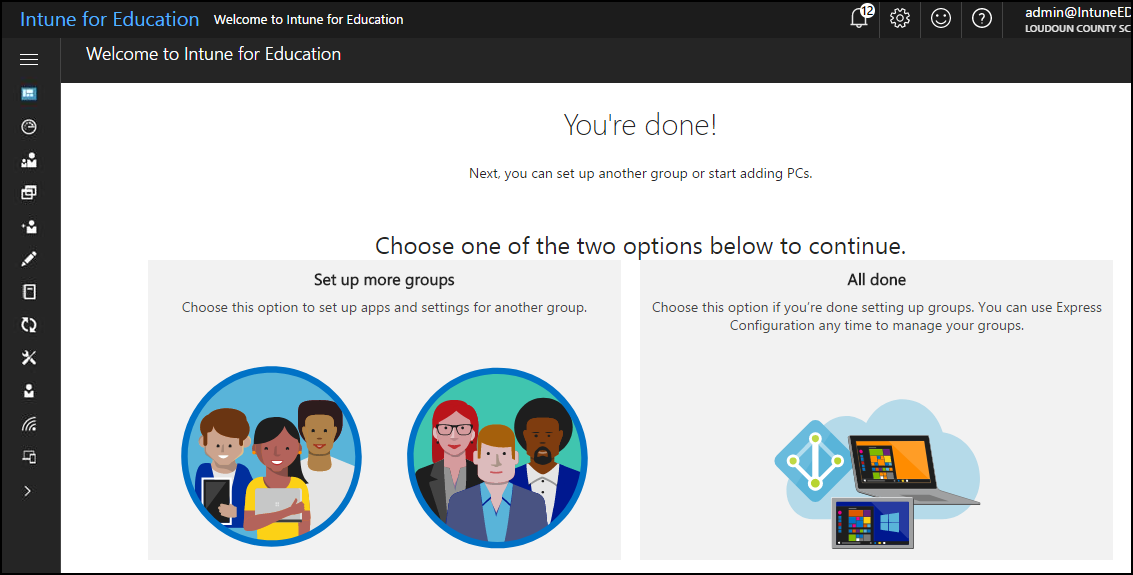 Intune for Education Welcome to Intune for Education 12 admin@IntuneED
LOUDOUN COUNTY SC
Welcome to Intune for Education
You're done!
Next, you can set up another group or start adding PCs.
Choose one of the two options below to continue.
Set up more groups
Choose this option to set up apps and settings for another group.
All done
Choose this option if you're done setting up groups. You can use Express
Configuration any time to manage your groups.